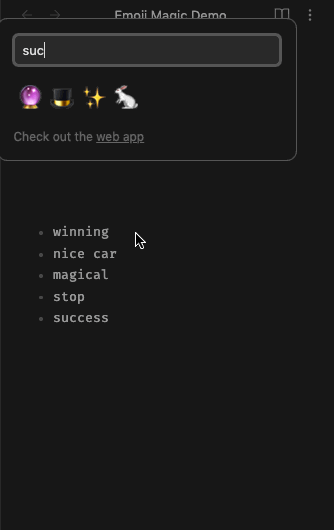 Emoji Magic Demo
suc
Check out the web app
winning
nice car
magical
stop
success